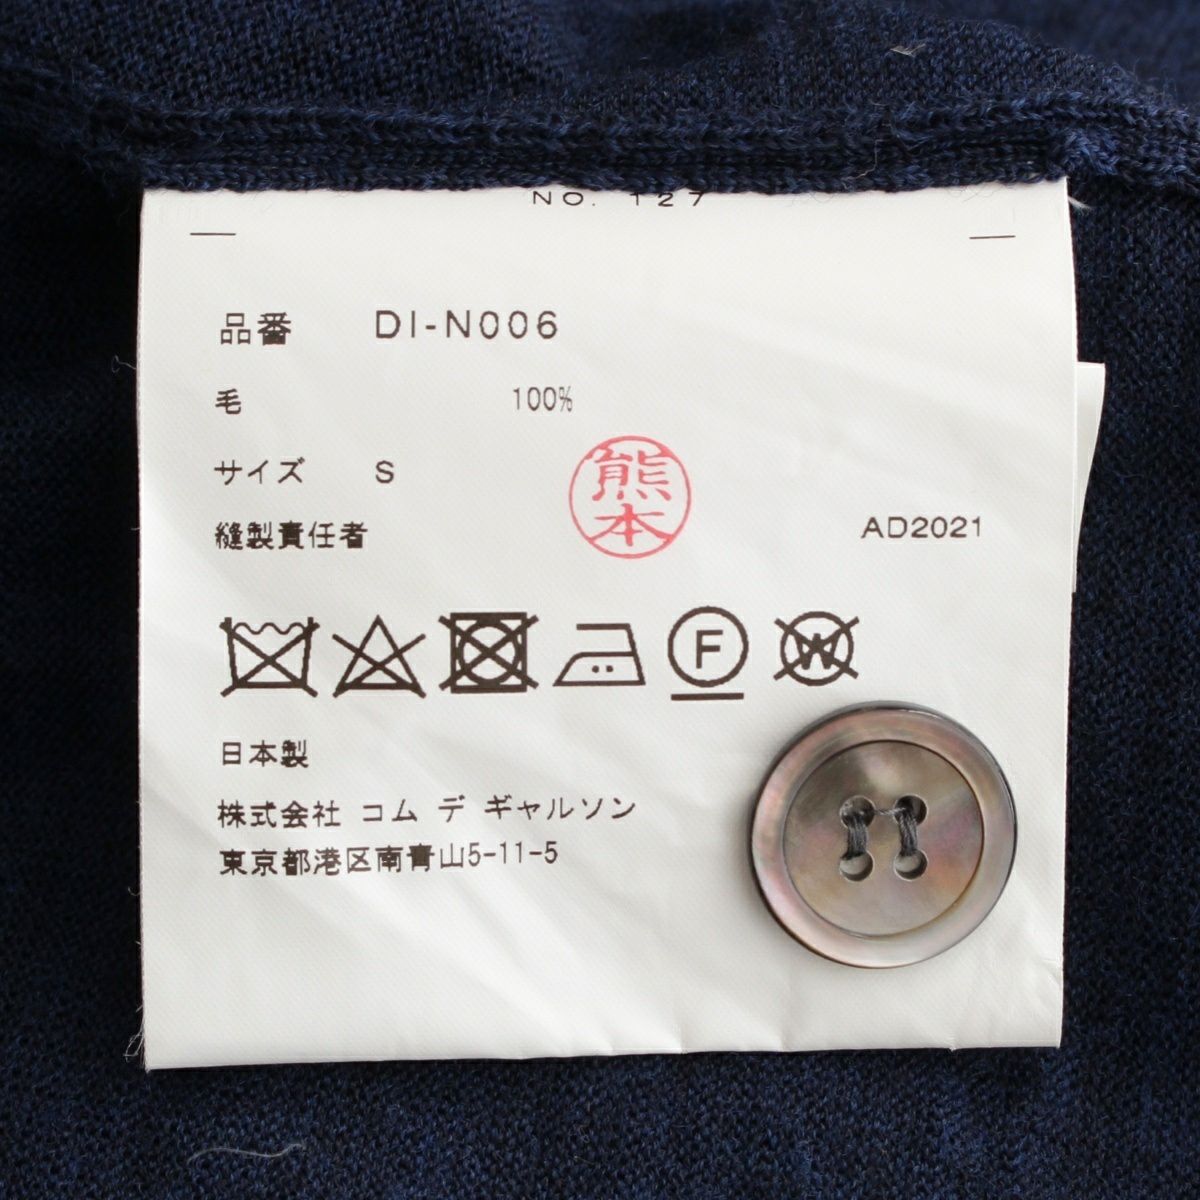 NO. 127
品番 DI-N006
毛 100%
サイズ S
熊本
縫製責任者 AD2021
F W
日本製
株式会社 コム デ ギャルソン
東京都港区南青山5-11-5